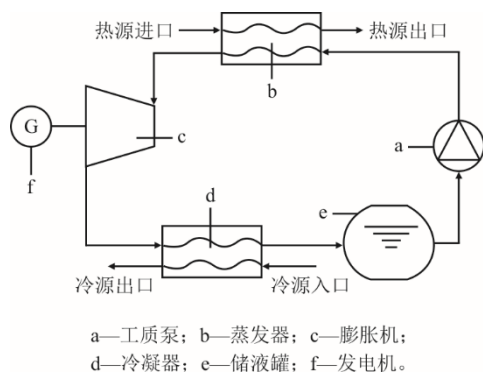 热源进口
热源出口
b
G
c
a
f
d
e
冷源出口
冷源入口
a—工质泵；b—蒸发器；c—膨胀机；
d—冷凝器；e—储液罐；f—发电机。